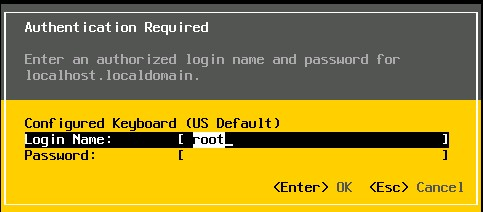 Authentication Required
Enter an authorized login name and password for
localhost.localdomain.
Configured Keyboard (US Default)
Login Name: [ root_ ]
Password: [ ]
<Enter> OK <Esc> Cancel